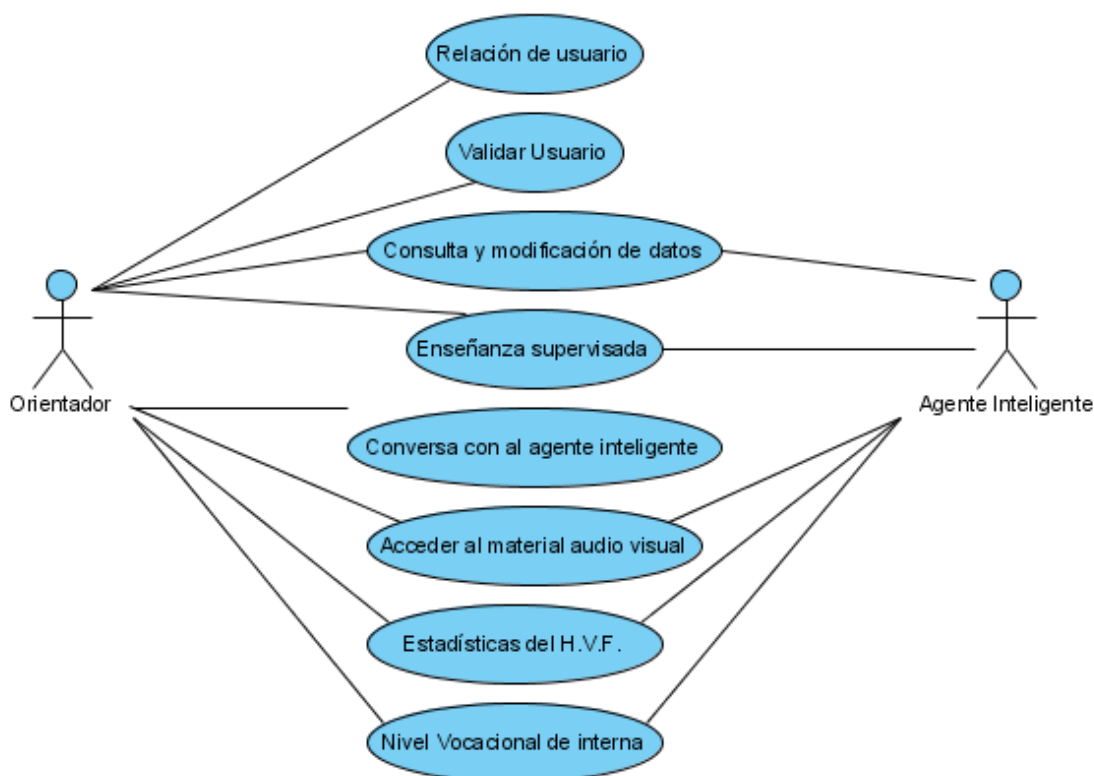 Relación de usuario
Validar Usuario
Consulta y modificación de datos
Enseñanza supervisada
Orientador
Agente Inteligente
Conversa con al agente inteligente
Acceder al material audio visual
Estadísticas del H.V.F.
Nivel Vocacional de interna